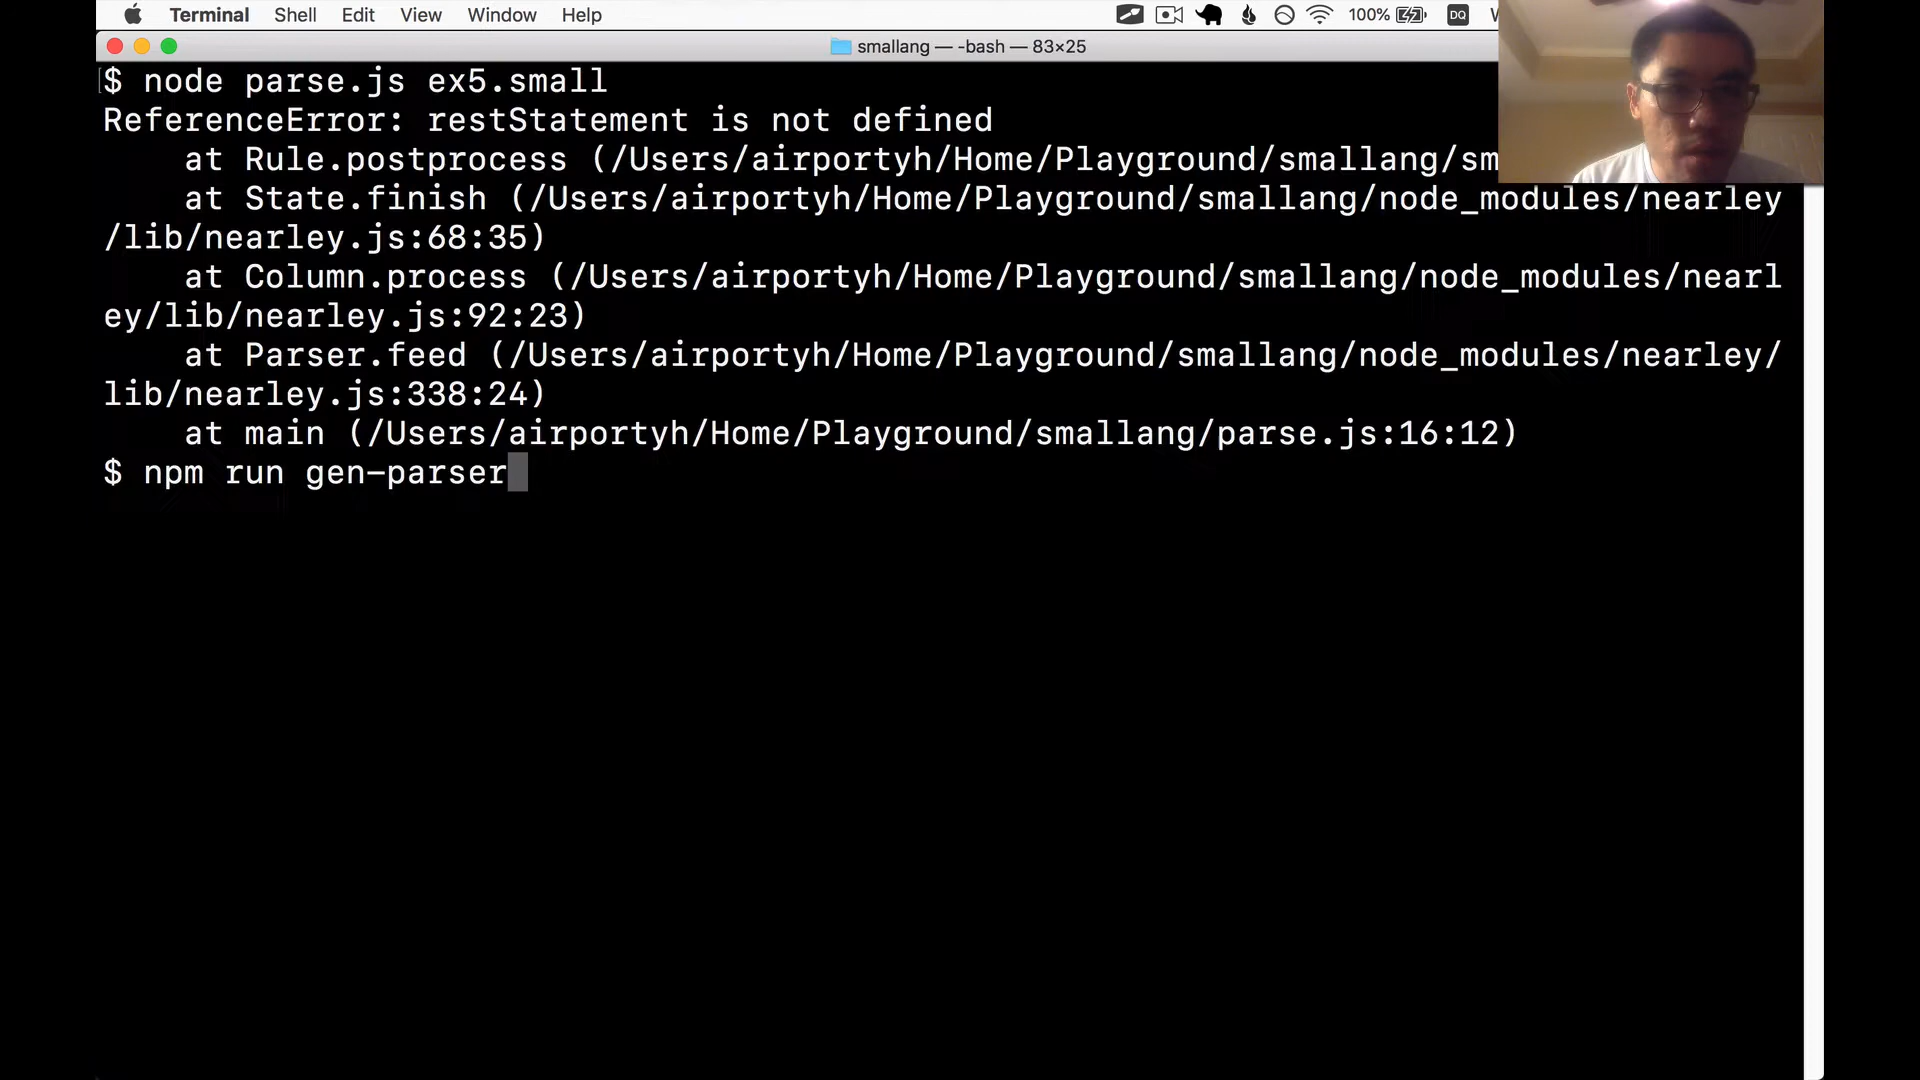 Terminal Shell Edit View Window Help 100% DQ
smallang — -bash — 83×25
$ node parse.js ex5.small
ReferenceError: restStatement is not defined
at Rule.postprocess (/Users/airportyh/Home/Playground/smallang/sm
at State.finish (/Users/airportyh/Home/Playground/smallang/node_modules/nearley
/lib/nearley.js:68:35)
at Column.process (/Users/airportyh/Home/Playground/smallang/node_modules/nearl
ey/lib/nearley.js:92:23)
at Parser.feed (/Users/airportyh/Home/Playground/smallang/node_modules/nearley/
lib/nearley.js:338:24)
at main (/Users/airportyh/Home/Playground/smallang/parse.js:16:12)
$ npm run gen-parser